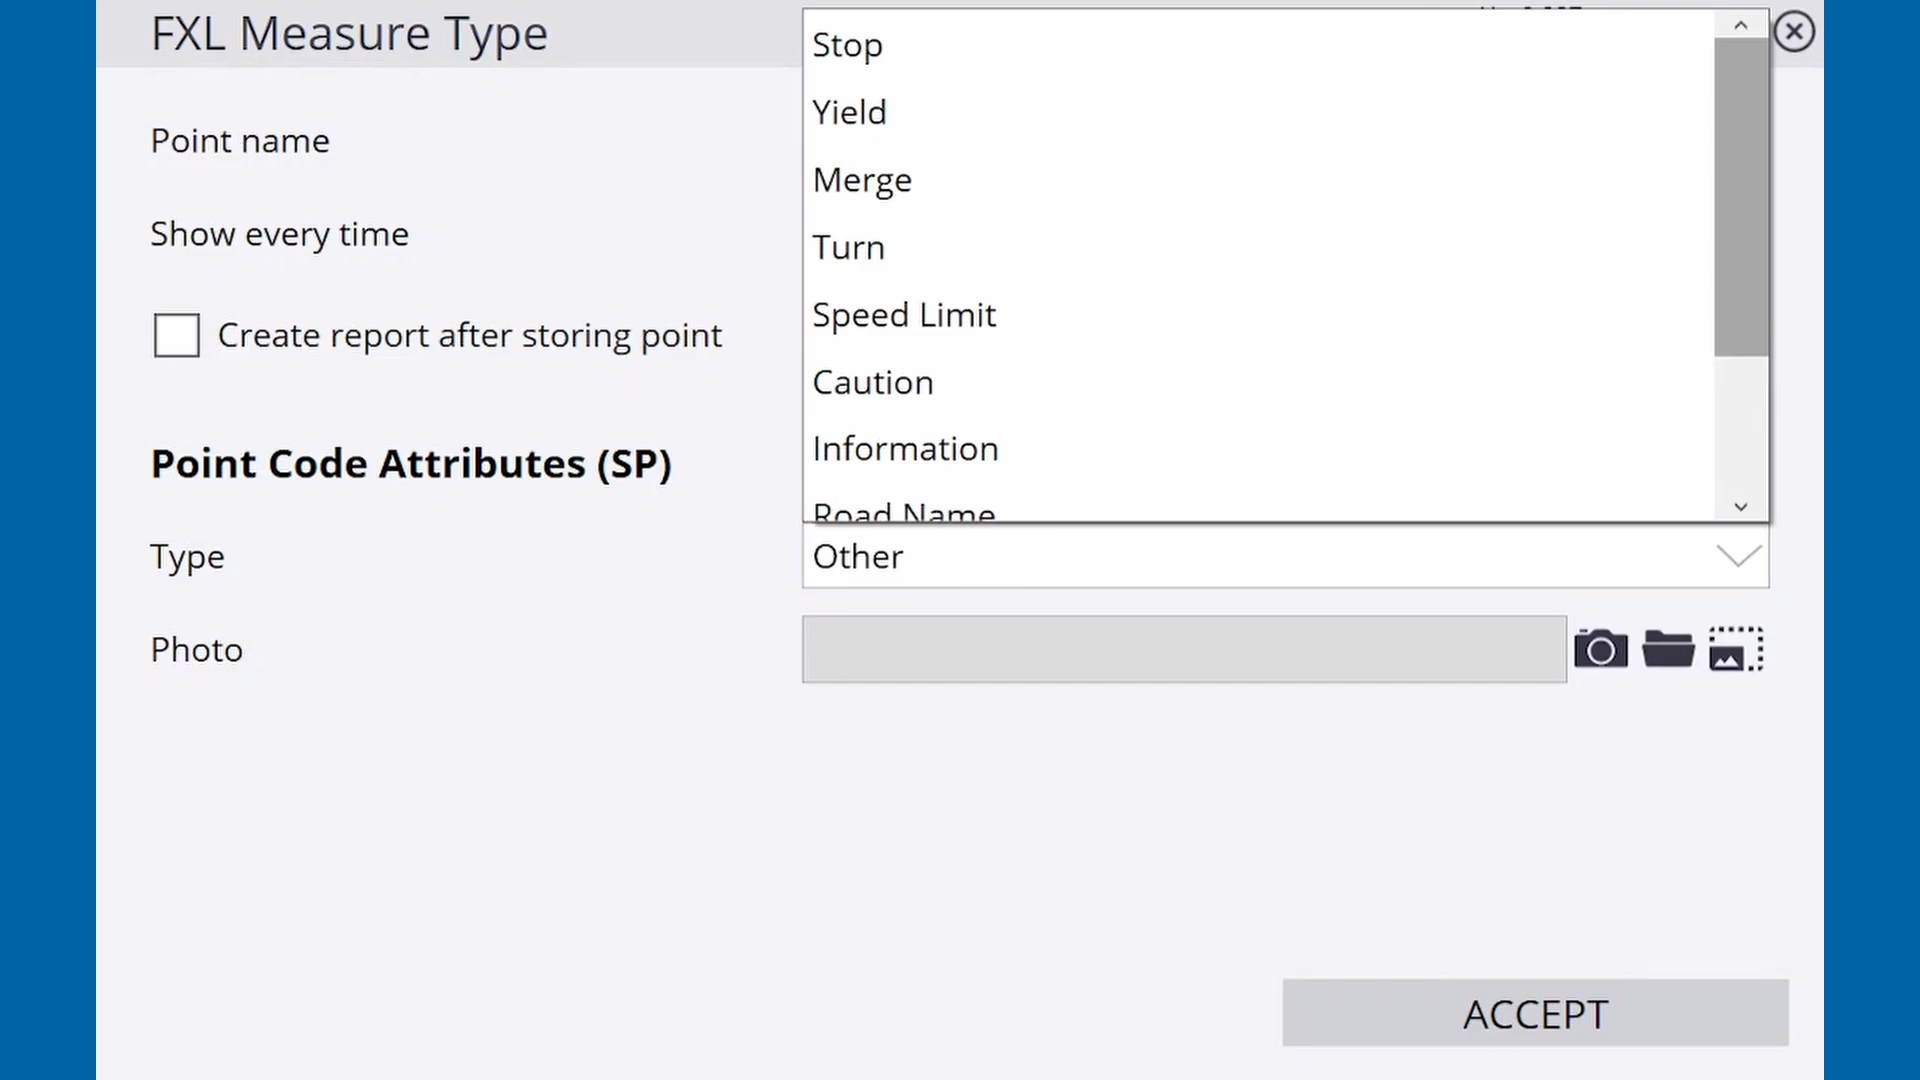 FXL Measure Type
Stop
Yield
Merge
Turn
Speed Limit
Caution
Information
Road Name
Point name
Show every time
Create report after storing point
Point Code Attributes (SP)
Type
Other
Photo
ACCEPT